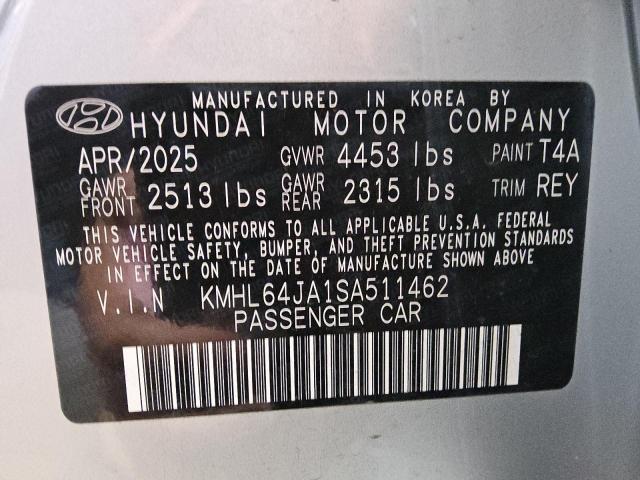 MANUFACTURED IN KOREA BY
HYUNDAI MOTOR COMPANY
APR/2025 GVWR 4453 lbs PAINT T4A
GAWR FRONT 2513 lbs GAWR REAR 2315 lbs TRIM REY
THIS VEHICLE CONFORMS TO ALL APPLICABLE U.S.A. FEDERAL
MOTOR VEHICLE SAFETY, BUMPER, AND THEFT PREVENTION STANDARDS
IN EFFECT ON THE DATE OF MANUFACTURE SHOWN ABOVE.
V.I.N KMHL64JA1SA511462
PASSENGER CAR